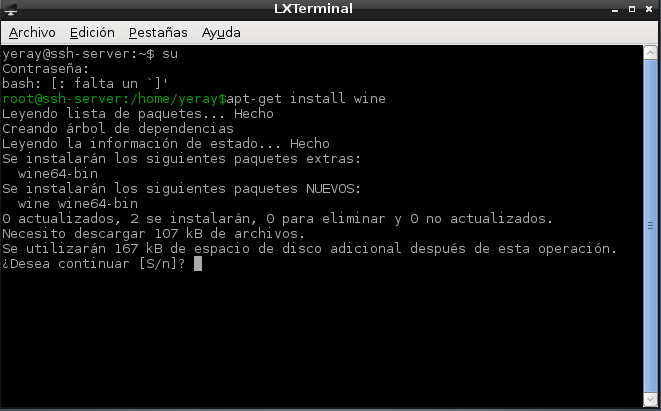 LXTerminal
Archivo Edición Pestañas Ayuda
yeray@ssh-server:~$ su
Contraseña:
bash: [: falta un `]'
root@ssh-server:/home/yeray$apt-get install wine
Leyendo lista de paquetes... Hecho
Creando árbol de dependencias
Leyendo la información de estado... Hecho
Se instalarán los siguientes paquetes extras:
  wine64-bin
Se instalarán los siguientes paquetes NUEVOS:
  wine wine64-bin
0 actualizados, 2 se instalarán, 0 para eliminar y 0 no actualizados.
Necesito descargar 107 kB de archivos.
Se utilizarán 167 kB de espacio de disco adicional después de esta operación.
¿Desea continuar [S/n]?